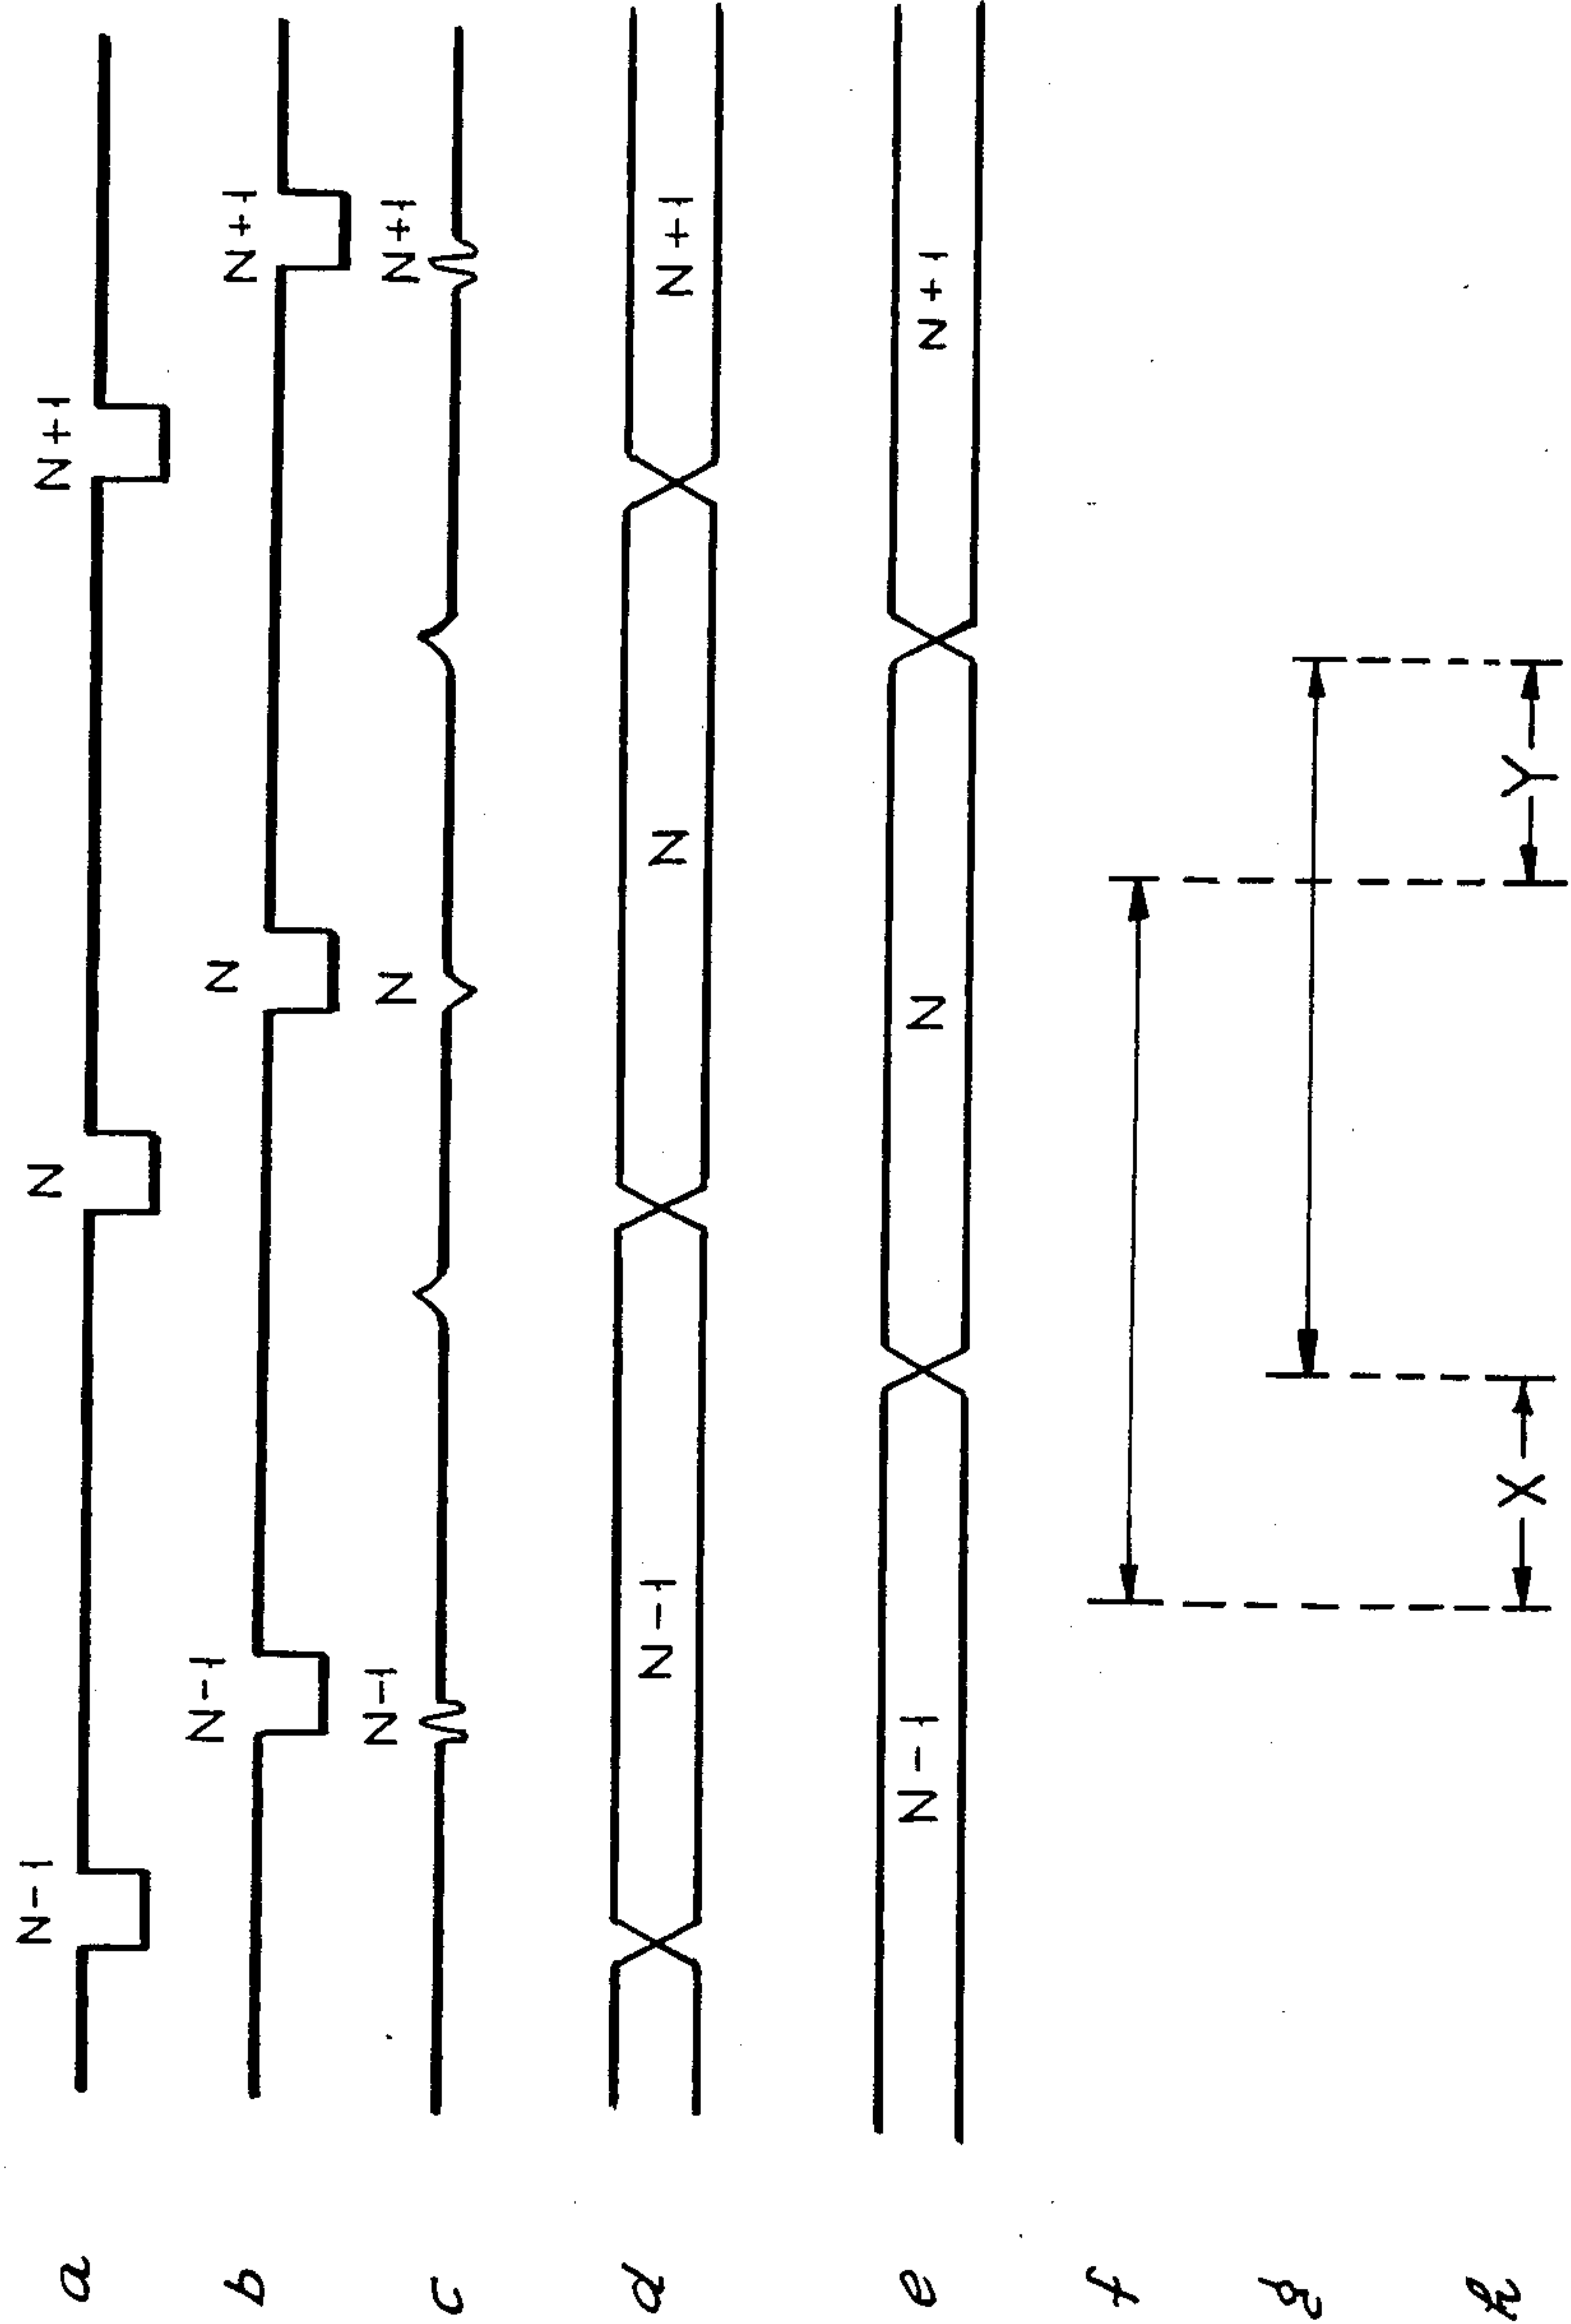 a N-1 N N+1
b N-1 N N+1
c N-1 N N+1
d N-1 N N+1
e N-1 N N+1
f
g
h X Y